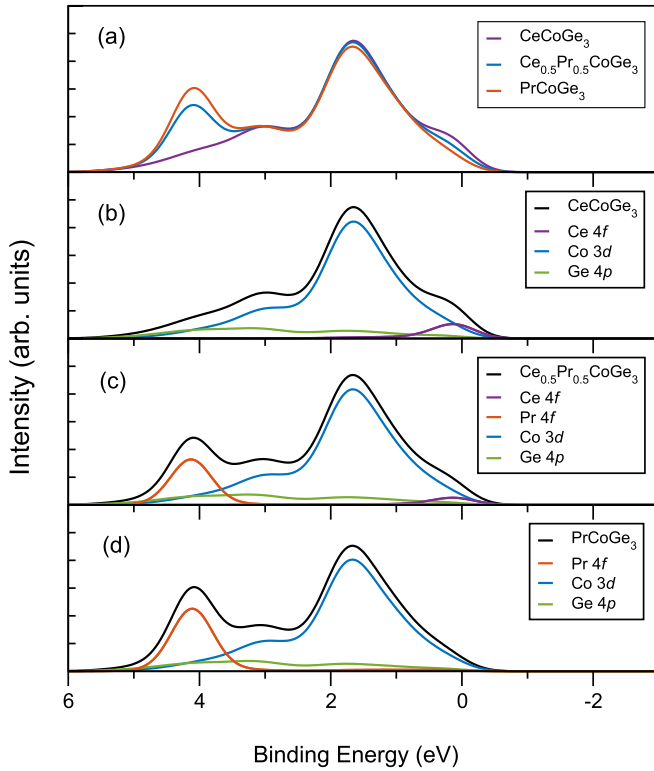 (a)
CeCoGe₃
Ce₀.₅Pr₀.₅CoGe₃
PrCoGe₃
(b)
CeCoGe₃
Ce 4f
Co 3d
Ge 4p
(c)
Ce₀.₅Pr₀.₅CoGe₃
Ce 4f
Pr 4f
Co 3d
Ge 4p
(d)
PrCoGe₃
Pr 4f
Co 3d
Ge 4p
Intensity (arb. units)
6 4 2 0 -2
Binding Energy (eV)